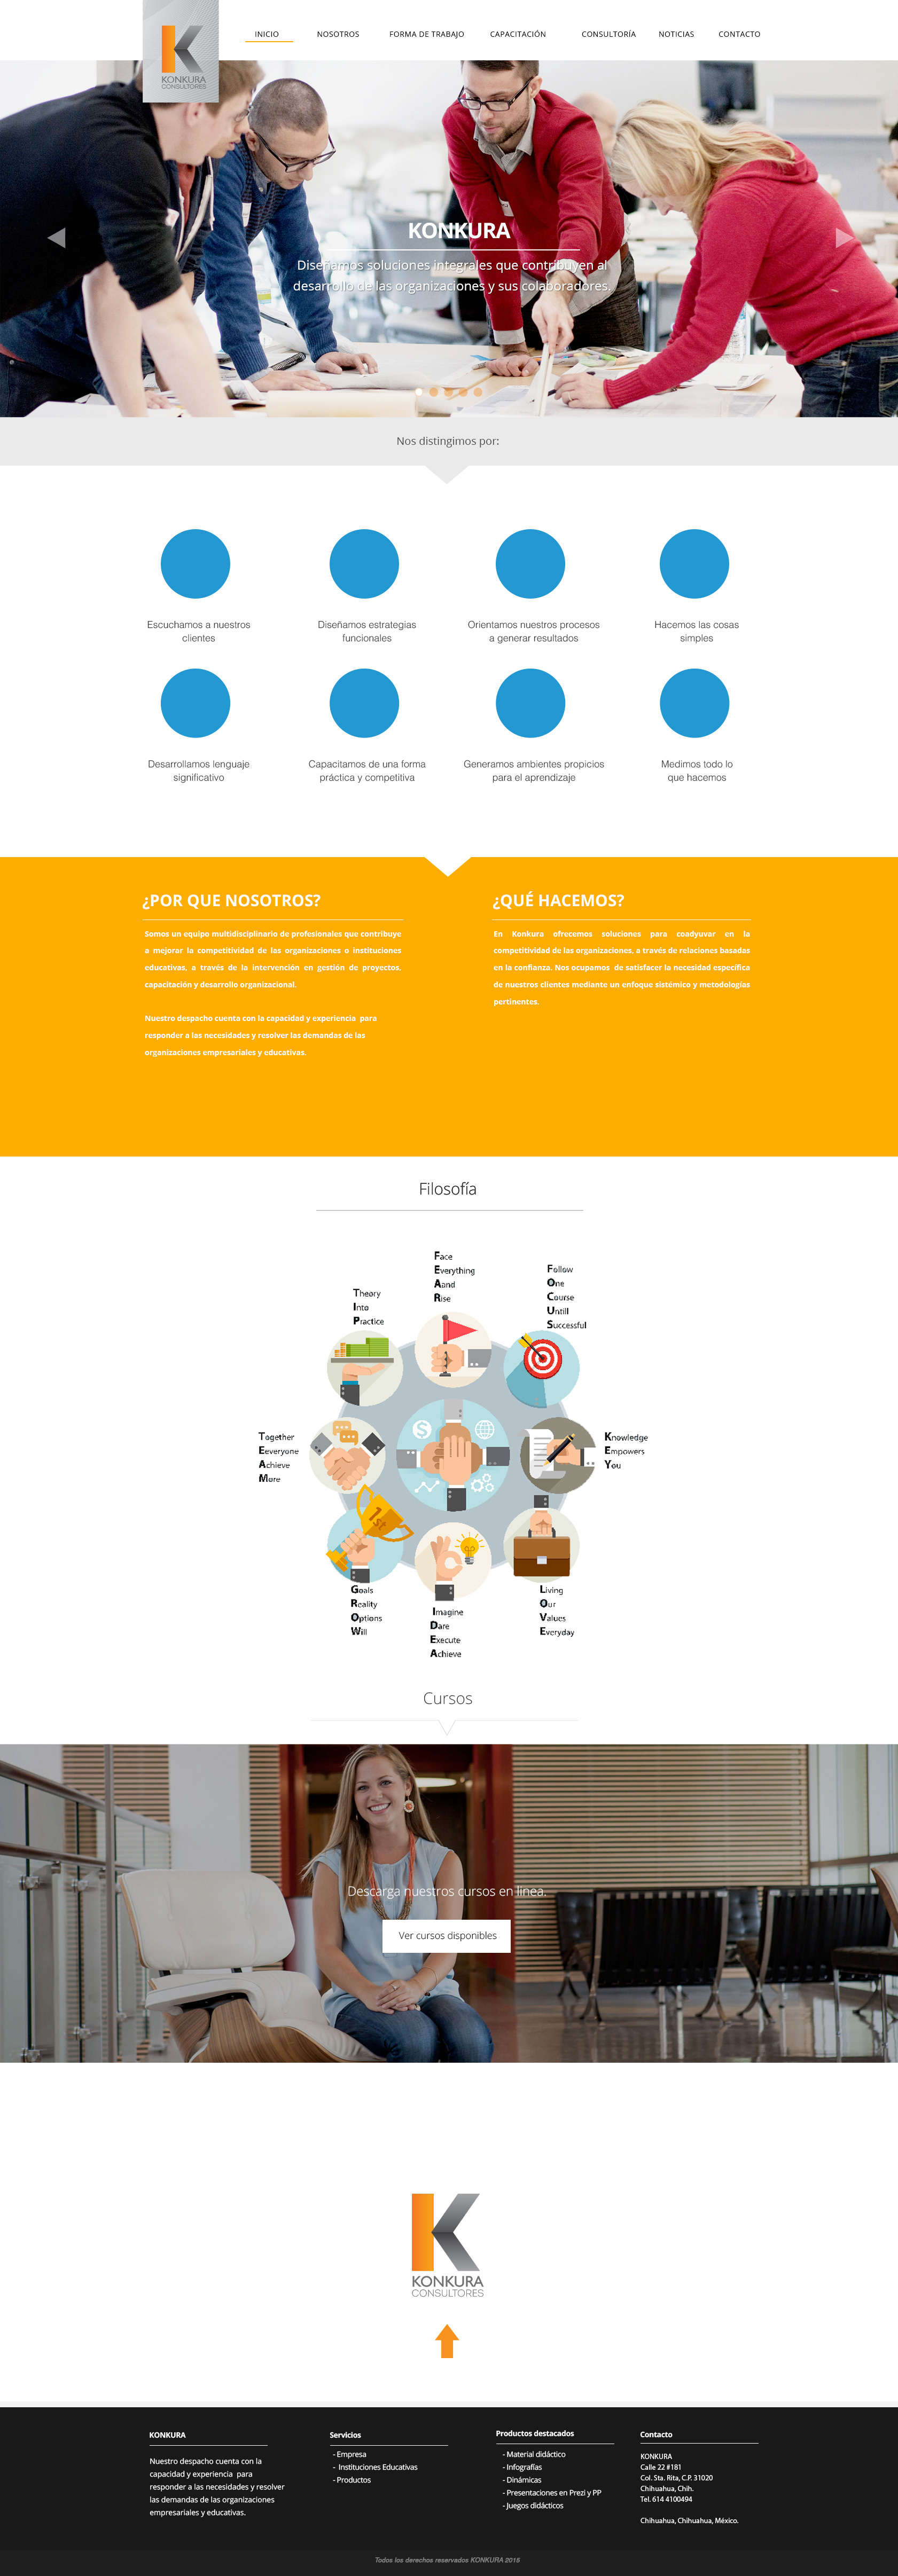 KONKURA
CONSULTORES
INICIO
NOSOTROS
FORMA DE TRABAJO
CAPACITACIÓN
CONSULTORÍA
NOTICIAS
CONTACTO
KONKURA
Diseñamos soluciones integrales que contribuyen al
desarrollo de las organizaciones y sus colaboradores.
Nos distingimos por:
Escuchamos a nuestros
clientes
Diseñamos estrategias
funcionales
Orientamos nuestros procesos
a generar resultados
Hacemos las cosas
simples
Desarrollamos lenguaje
significativo
Capacitamos de una forma
práctica y competitiva
Generamos ambientes propicios
para el aprendizaje
Medimos todo lo
que hacemos
¿POR QUE NOSOTROS?
Somos un equipo multidisciplinario de profesionales que contribuye
a mejorar la competitividad de las organizaciones o instituciones
educativas, a través de la intervención en gestión de proyectos,
capacitación y desarrollo organizacional.
Nuestro despacho cuenta con la capacidad y experiencia para
responder a las necesidades y resolver las demandas de las
organizaciones empresariales y educativas.
¿QUÉ HACEMOS?
En Konkura ofrecemos soluciones para coadyuvar en la
competitividad de las organizaciones, a través de relaciones basadas
en la confianza. Nos ocupamos de satisfacer la necesidad específica
de nuestros clientes mediante un enfoque sistémico y metodologías
pertinentes.
Filosofía
Face
Everything
Aand
Rise
Follow
One
Course
Untill
Successful
Theory
Into
Practice
Together
Eeveryone
Achieve
More
Knowledge
Empowers
You
1st
Goals
Reality
Options
Will
Imagine
Dare
Execute
Achieve
Living
Our
Values
Everyday
Cursos
Descarga nuestros cursos en linea.
Ver cursos disponibles
KONKURA
CONSULTORES
KONKURA
Nuestro despacho cuenta con la
capacidad y experiencia para
responder a las necesidades y resolver
las demandas de las organizaciones
empresariales y educativas.
Servicios
- Empresa
- Instituciones Educativas
- Productos
Productos destacados
- Material didáctico
- Infografías
- Dinámicas
- Presentaciones en Prezi y PP
- Juegos didácticos
Contacto
KONKURA
Calle 22 #181
Col. Sta. Rita, C.P. 31020
Chihuahua, Chih.
Tel. 614 4100494
Chihuahua, Chihuahua, México.
Todos los derechos reservados KONKURA 2015